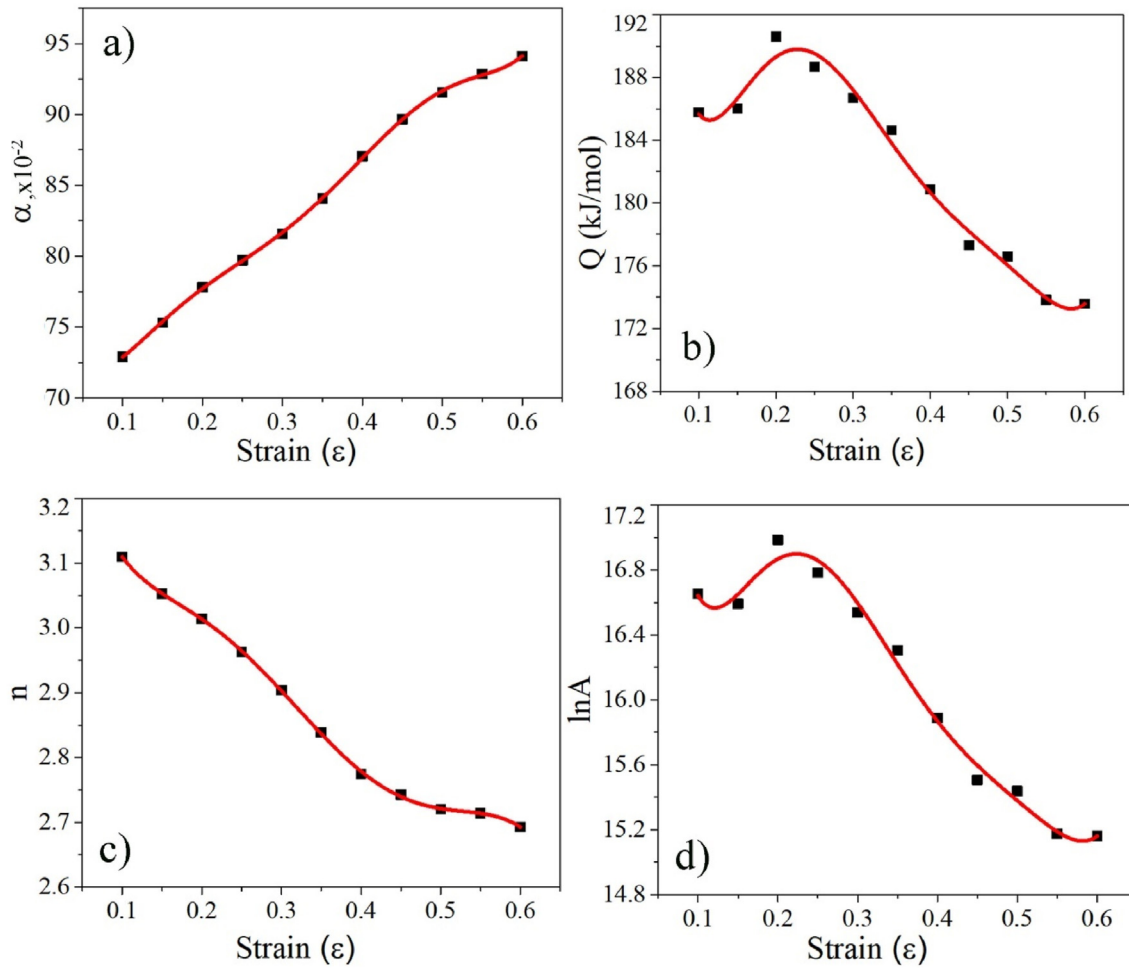 a)
α,x10⁻²
95
90
85
80
75
70
0.1 0.2 0.3 0.4 0.5 0.6
Strain (ε)
b)
Q (kJ/mol)
192
188
184
180
176
172
168
0.1 0.2 0.3 0.4 0.5 0.6
Strain (ε)
c)
n
3.2
3.1
3.0
2.9
2.8
2.7
2.6
0.1 0.2 0.3 0.4 0.5 0.6
Strain (ε)
d)
lnA
17.2
16.8
16.4
16.0
15.6
15.2
14.8
0.1 0.2 0.3 0.4 0.5 0.6
Strain (ε)